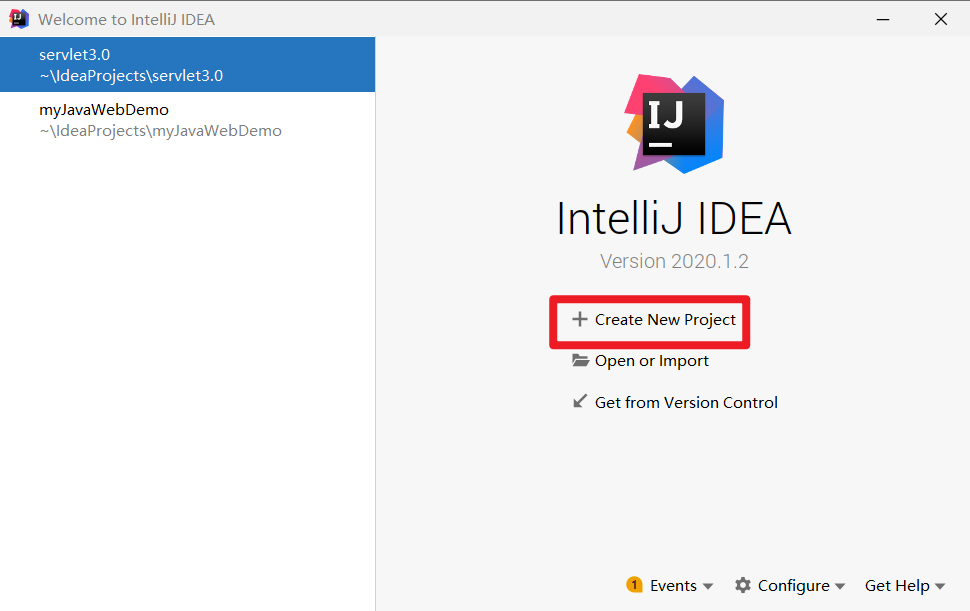 Welcome to IntelliJ IDEA
servlet3.0
~\IdeaProjects\servlet3.0
myJavaWebDemo
~\IdeaProjects\myJavaWebDemo
IJ
IntelliJ IDEA
Version 2020.1.2
Create New Project
Open or Import
Get from Version Control
1 Events Configure Get Help